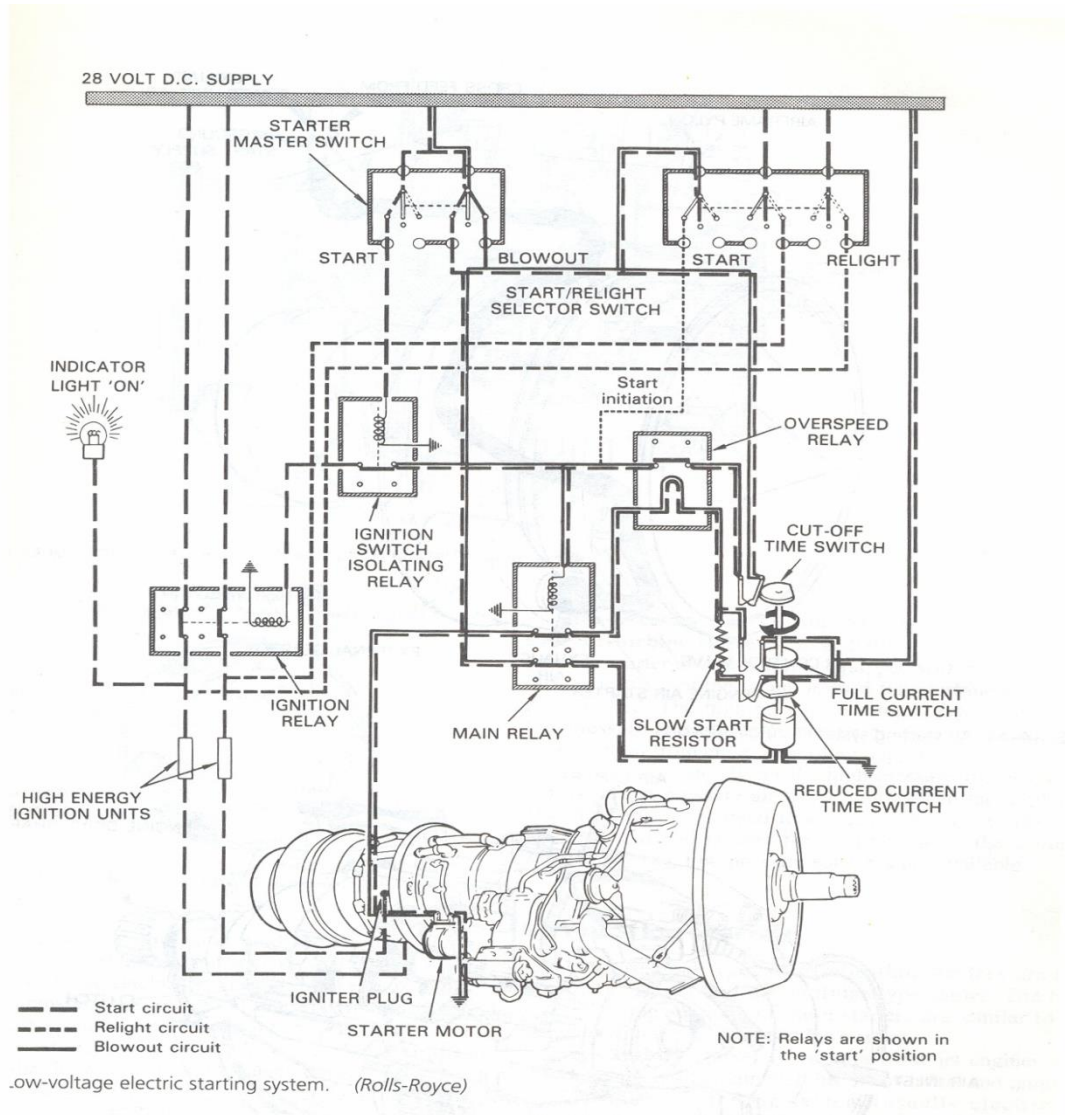 28 VOLT D.C. SUPPLY
STARTER
MASTER SWITCH
START
BLOWOUT
START
RELIGHT
START/RELIGHT
SELECTOR SWITCH
INDICATOR
LIGHT 'ON'
Start
initiation
OVERSPEED
RELAY
IGNITION
SWITCH
ISOLATING
RELAY
CUT-OFF
TIME SWITCH
IGNITION
RELAY
MAIN RELAY
SLOW START
RESISTOR
FULL CURRENT
TIME SWITCH
REDUCED CURRENT
TIME SWITCH
HIGH ENERGY
IGNITION UNITS
IGNITER PLUG
STARTER MOTOR
Start circuit
Relight circuit
Blowout circuit
NOTE: Relays are shown in
the 'start' position
Low-voltage electric starting system. (Rolls-Royce)